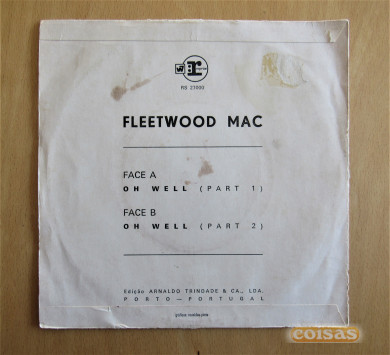 RS 27000
FLEETWOOD MAC
FACE A
OH WELL (PART 1)
FACE B
OH WELL (PART 2)
Edição ARNALDO TRINDADE & CA., LDA.
PORTO — PORTUGAL
coisas